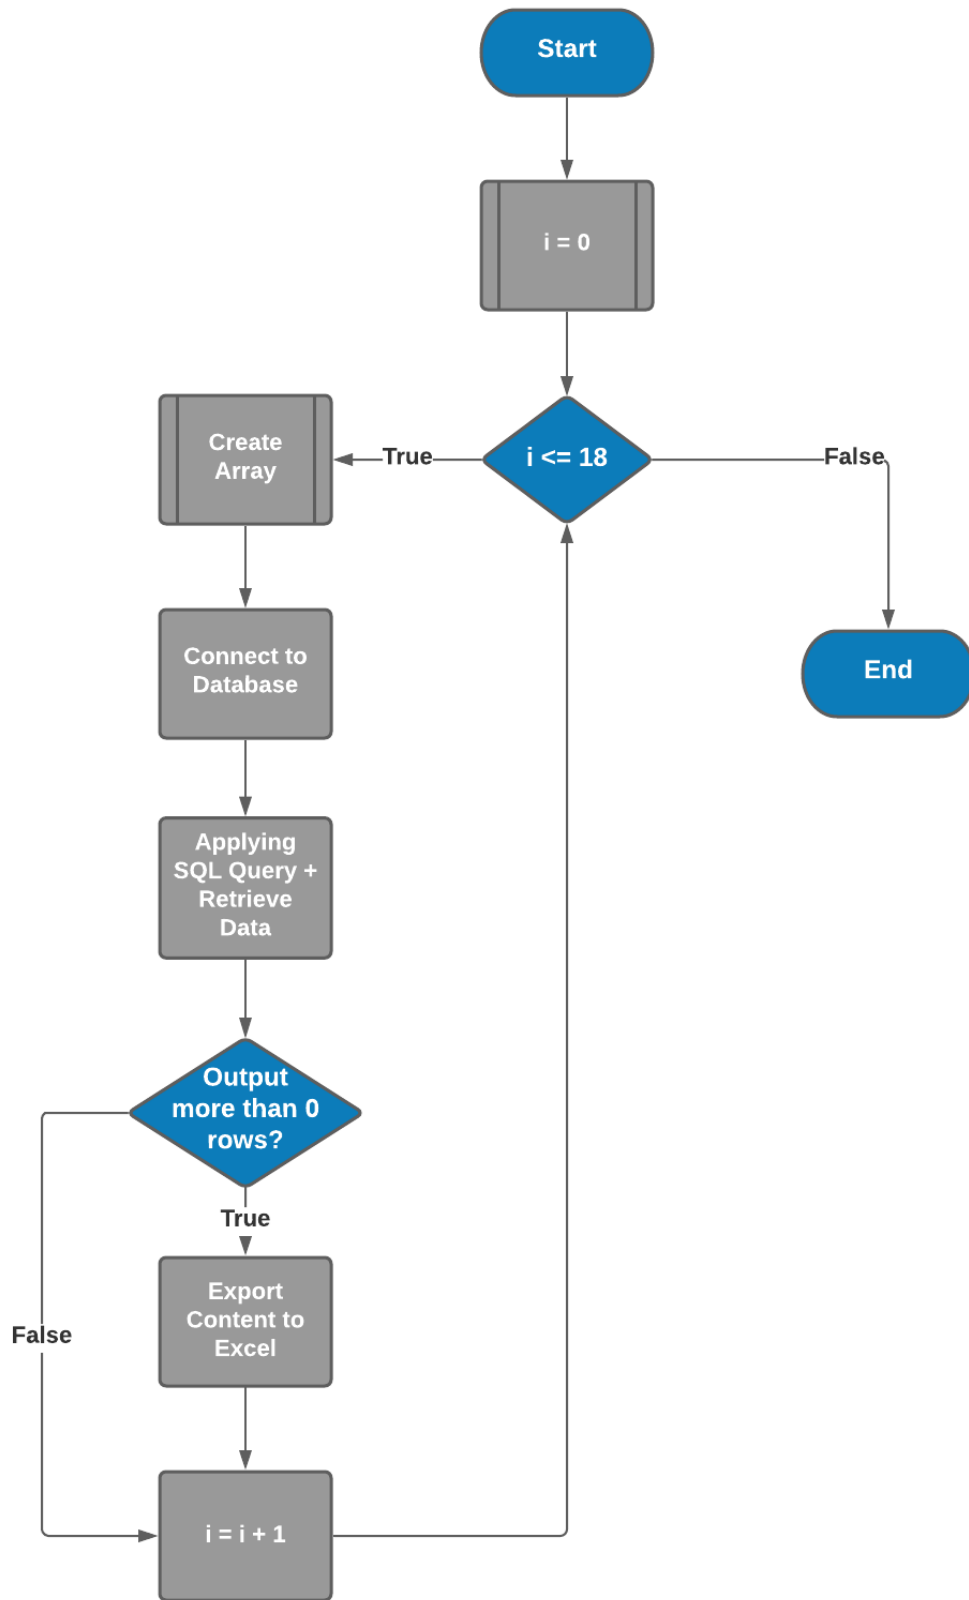 Start
i = 0
i <= 18
True
False
Create
Array
Connect to
Database
End
Applying
SQL Query +
Retrieve
Data
Output
more than 0
rows?
True
False
Export
Content to
Excel
i = i + 1